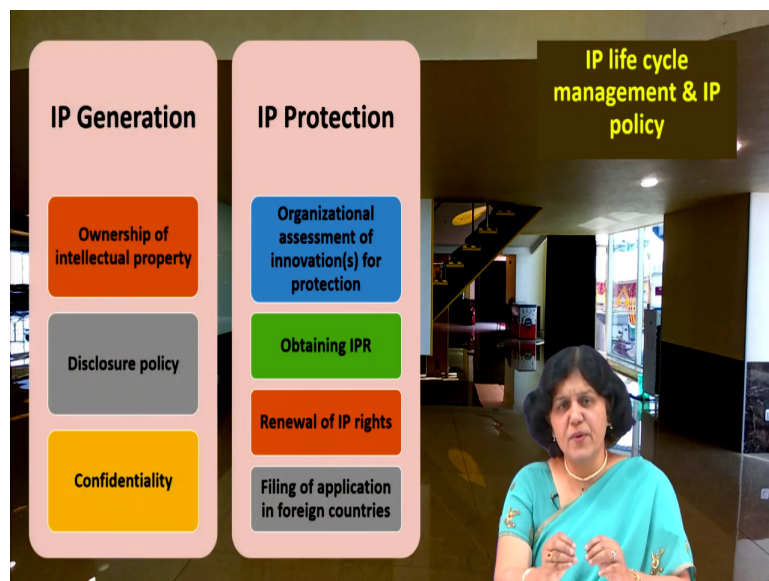 IP life cycle
management & IP
policy
IP Generation
Ownership of
intellectual property
Disclosure policy
Confidentiality
IP Protection
Organizational
assessment of
innovation(s) for
protection
Obtaining IPR
Renewal of IP rights
Filing of application
in foreign countries